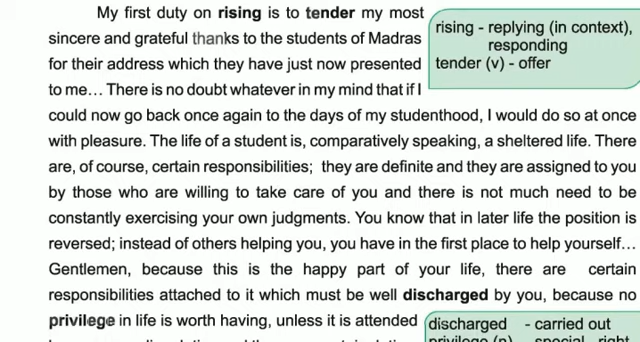 My first duty on rising is to tender my most
sincere and grateful thanks to the students of Madras
for their address which they have just now presented
to me... There is no doubt whatever in my mind that if I
rising - replying (in context),
responding
tender (v) - offer
could now go back once again to the days of my studenthood, I would do so at once
with pleasure. The life of a student is, comparatively speaking, a sheltered life. There
are, of course, certain responsibilities; they are definite and they are assigned to you
by those who are willing to take care of you and there is not much need to be
constantly exercising your own judgments. You know that in later life the position is
reversed; instead of others helping you, you have in the first place to help yourself...
Gentlemen, because this is the happy part of your life, there are certain
responsibilities attached to it which must be well discharged by you, because no
privilege in life is worth having, unless it is attended
discharged - carried out
privilege (n) - special right